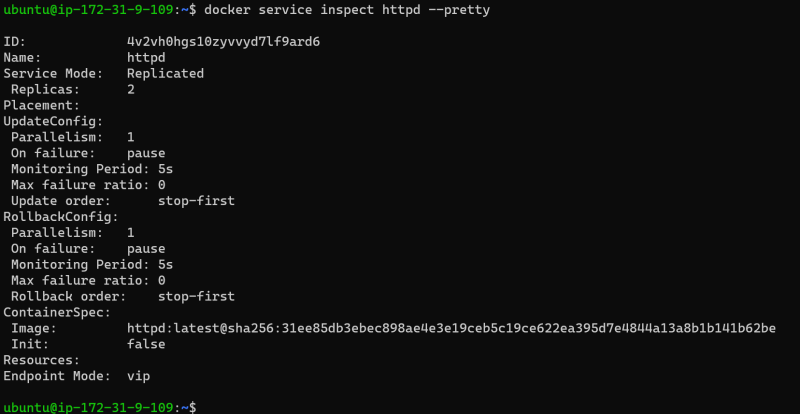 ubuntu@ip-172-31-9-109:~$ docker service inspect httpd --pretty
ID:             4v2vh0hgs10zyvvyd7lf9ard6
Name:           httpd
Service Mode:   Replicated
 Replicas:      2
Placement:
UpdateConfig:
 Parallelism:   1
 On failure:    pause
 Monitoring Period: 5s
 Max failure ratio: 0
 Update order:      stop-first
RollbackConfig:
 Parallelism:   1
 On failure:    pause
 Monitoring Period: 5s
 Max failure ratio: 0
 Rollback order:    stop-first
ContainerSpec:
 Image:         httpd:latest@sha256:31ee85db3ebec898ae4e3e19ceb5c19ce622ea395d7e4844a13a8b1b141b62be
 Init:          false
Resources:
Endpoint Mode:  vip
ubuntu@ip-172-31-9-109:~$